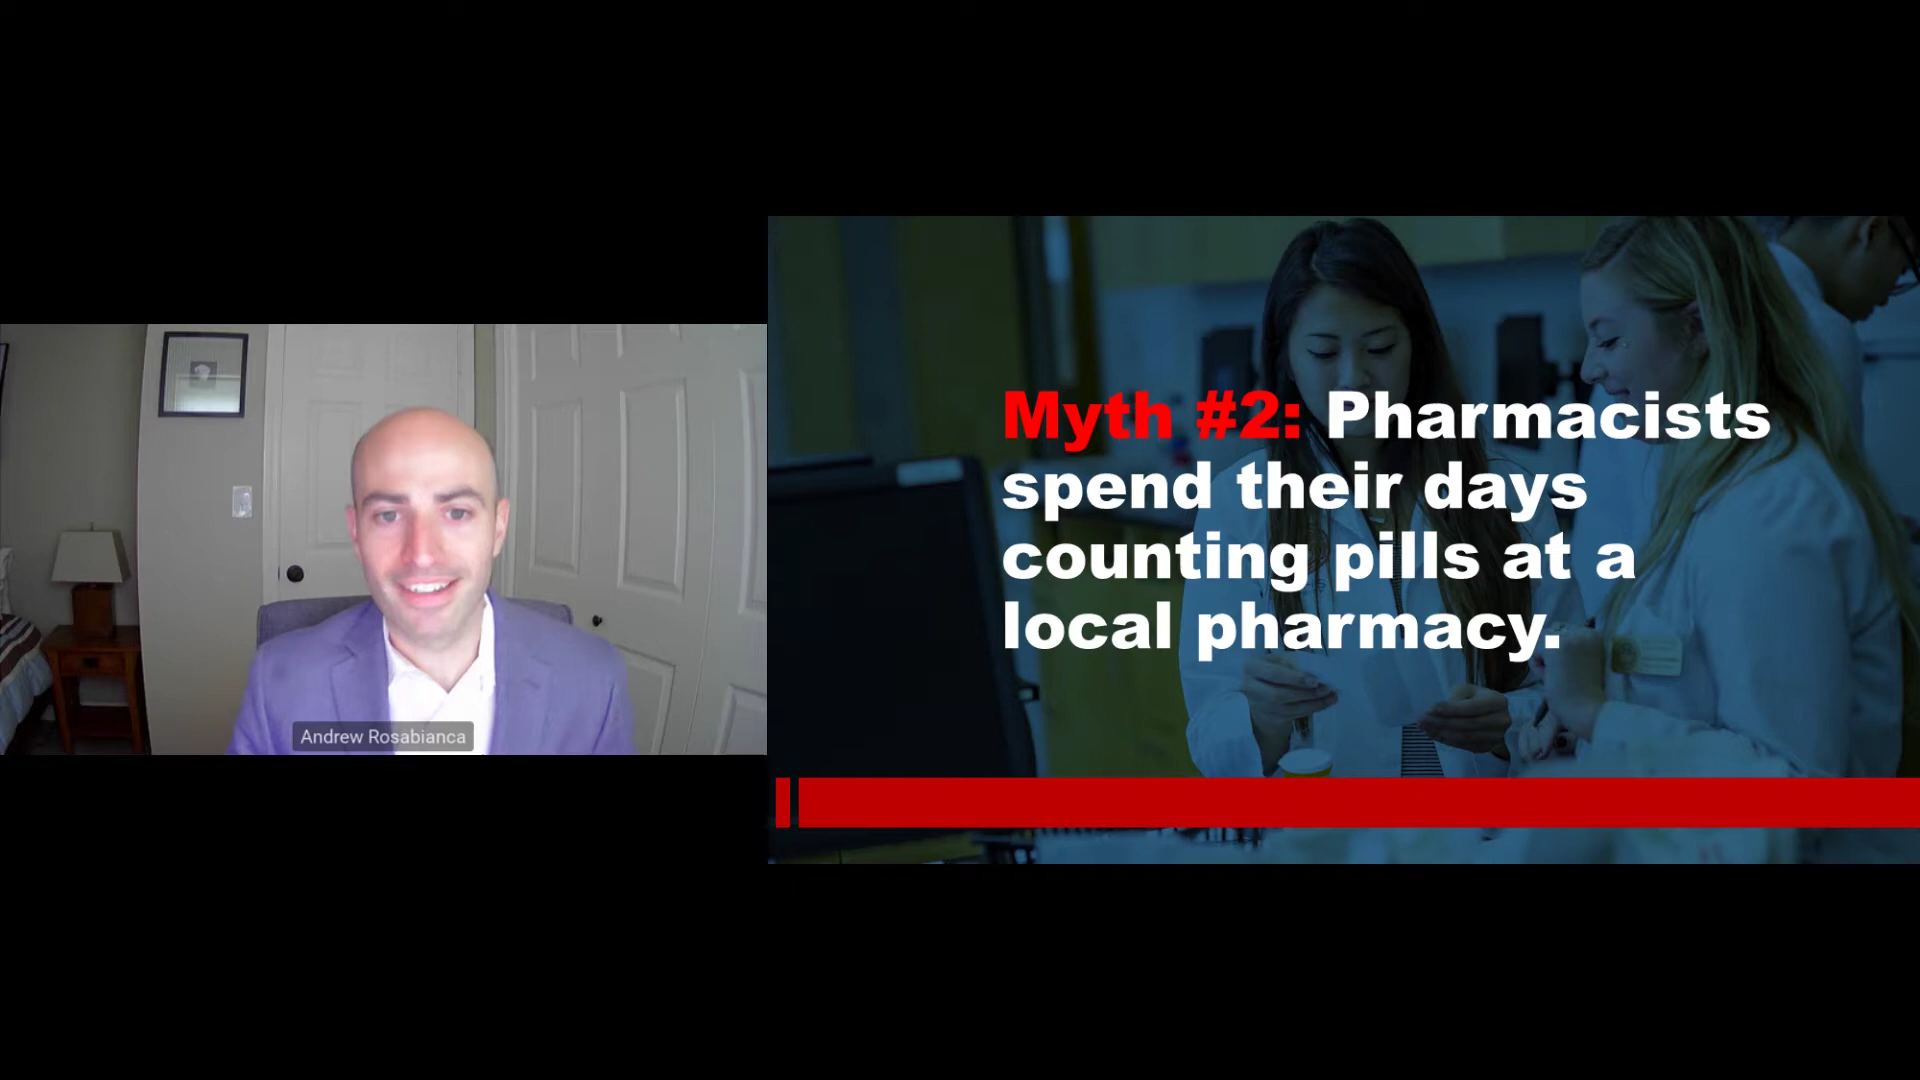 Andrew Rosabianca
Myth #2: Pharmacists
spend their days
counting pills at a
local pharmacy.